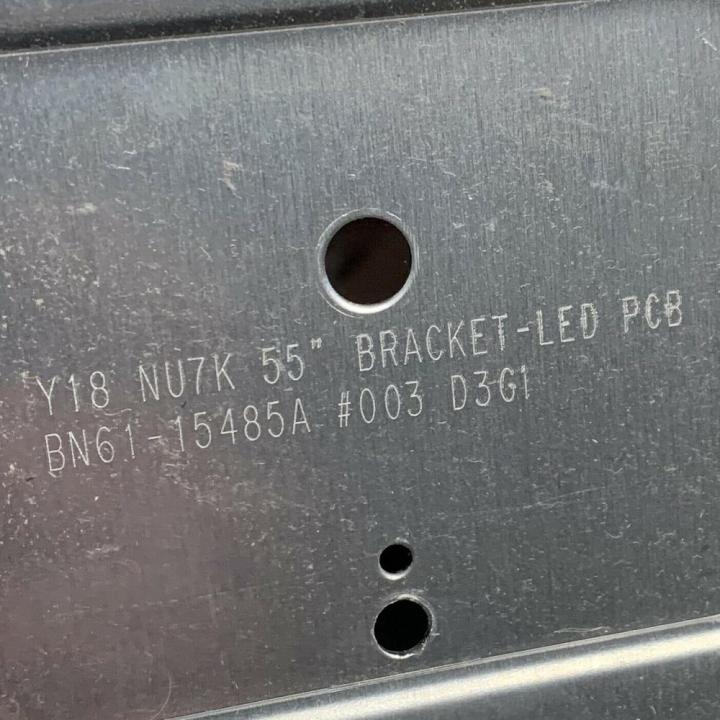 Y18 NU7K 55" BRACKET-LED PCB
BN61-15485A #003 D3G1